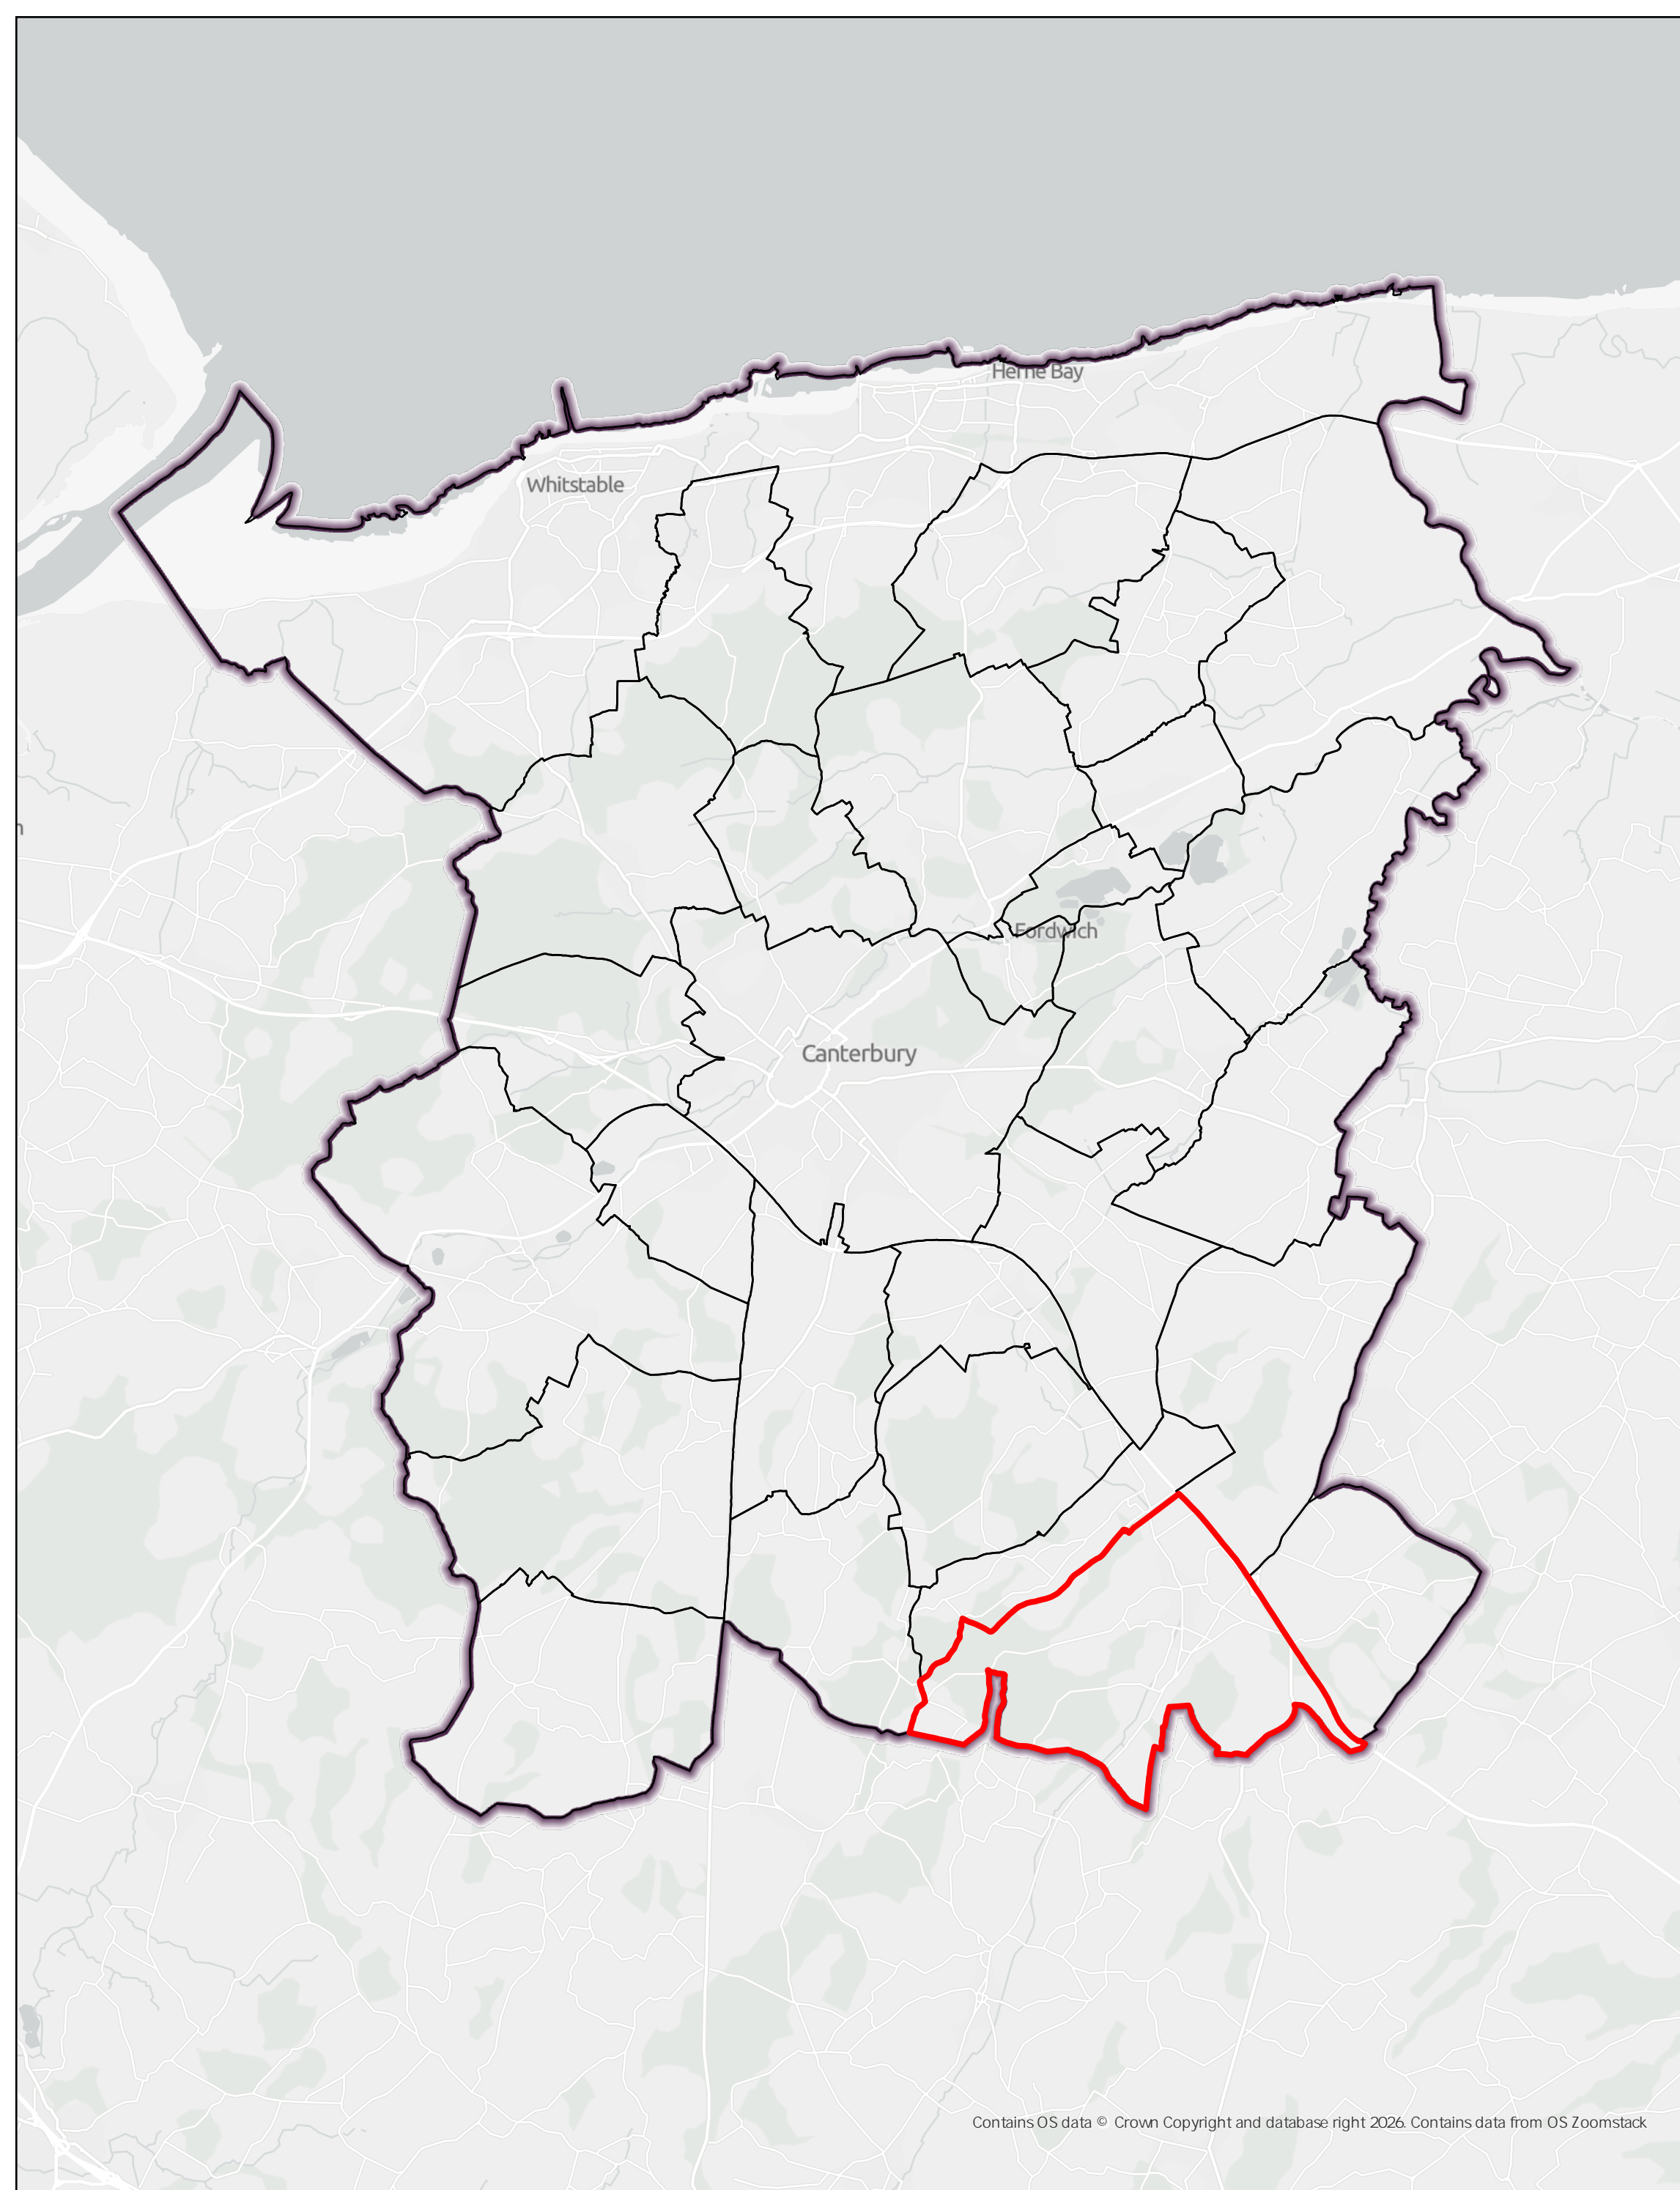 Herne Bay
Whitstable
Fordwich
Canterbury
Contains OS data © Crown Copyright and database right 2026. Contains data from OS Zoomstack